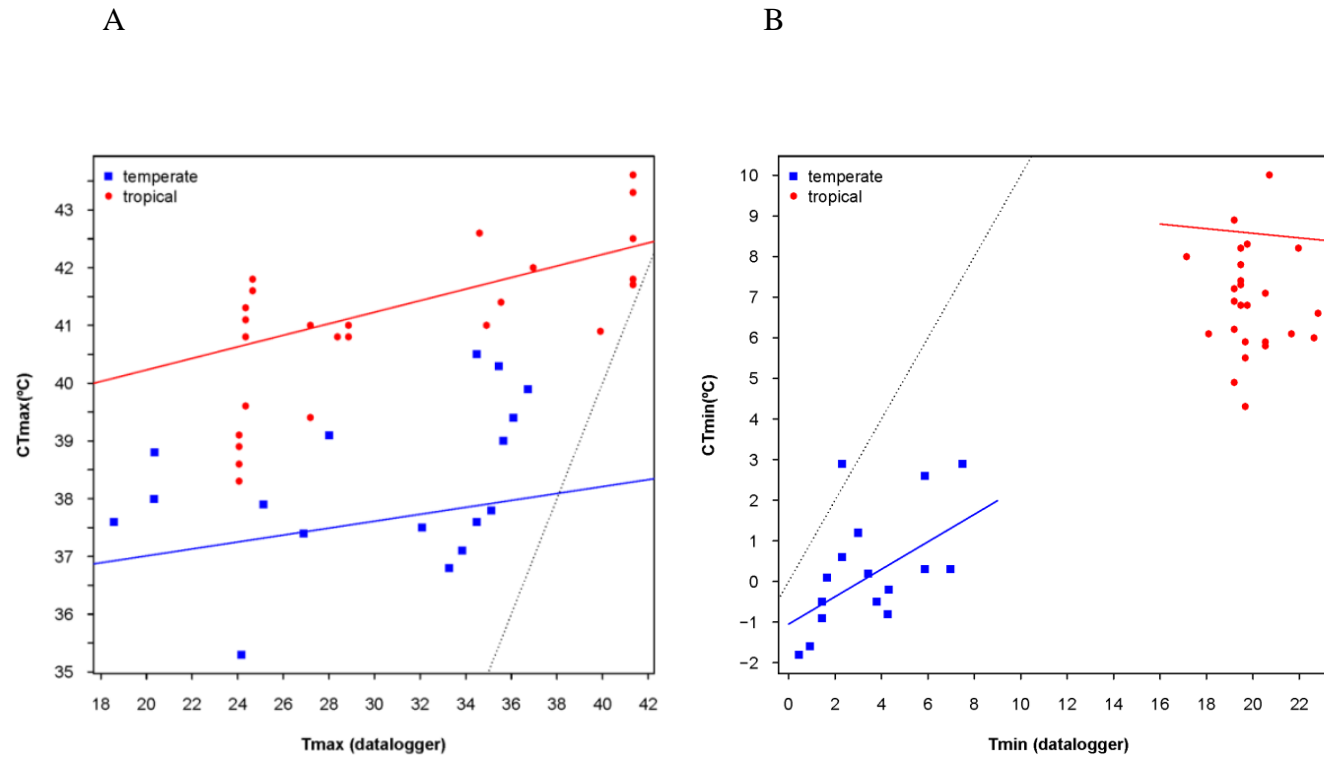 A
B
temperate
tropical
43
42
41
40
39
38
37
36
35
CTmax(ºC)
18 20 22 24 26 28 30 32 34 36 38 40 42
Tmax (datalogger)
temperate
tropical
10
9
8
7
6
5
4
3
2
1
0
−1
−2
CTmin(ºC)
0 2 4 6 8 10 12 14 16 18 20 22
Tmin (datalogger)